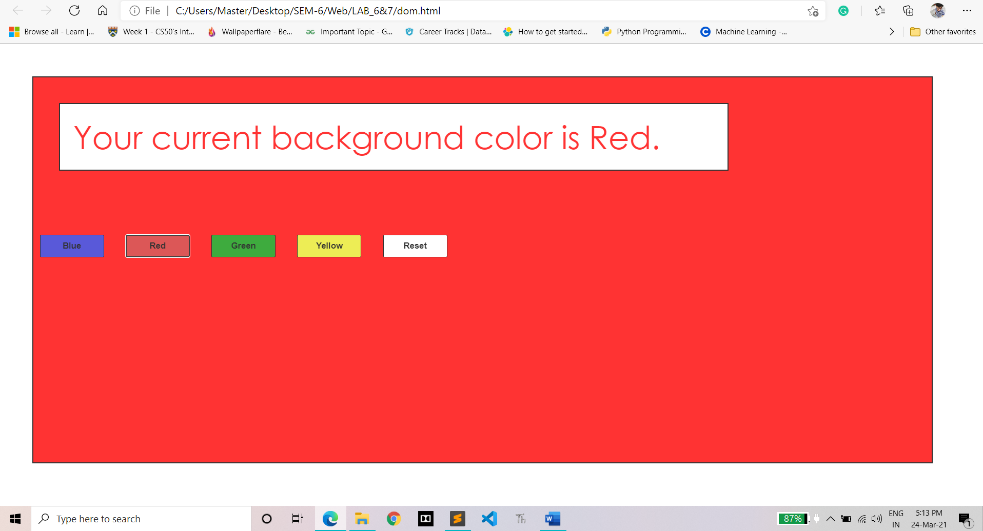 File | C:/Users/Master/Desktop/SEM-6/Web/LAB_6&7/dom.html
Browse all - Learn |... Week 1 - CS50's Int... Wallpaperflare - Be... Important Topic - G... Career Tracks | Data... How to get started... Python Programmi... Machine Learning -... Other favorites
Your current background color is Red.
Blue Red Green Yellow Reset
Type here to search
87%
ENG
IN
5:13 PM
24-Mar-21
1